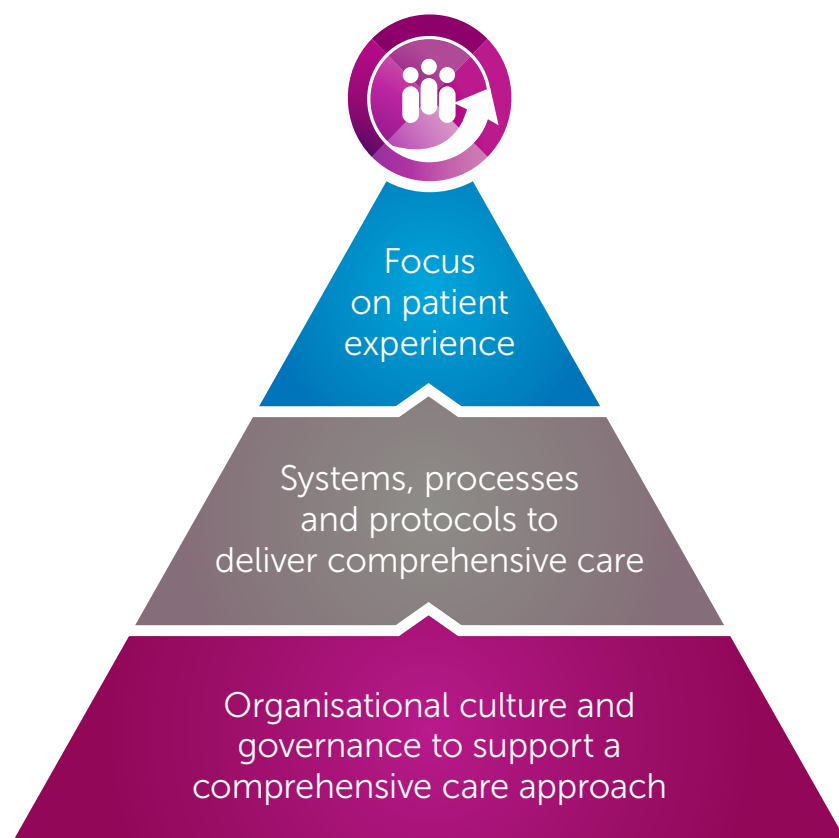 Focus
on patient
experience
Systems, processes
and protocols to
deliver comprehensive care
Organisational culture and
governance to support a
comprehensive care approach